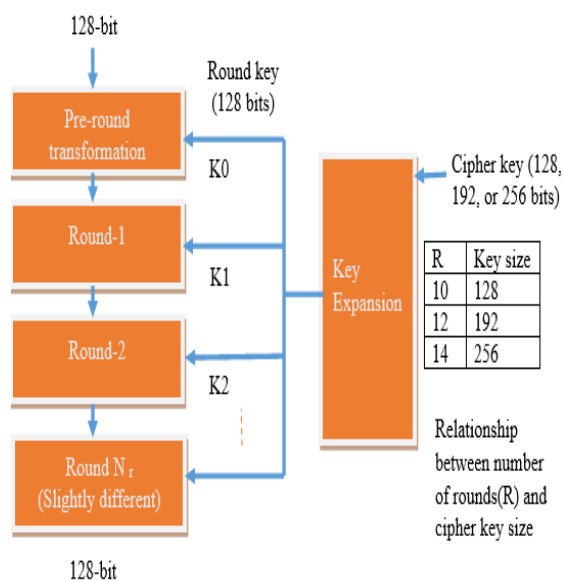 128-bit
Round key
(128 bits)
Pre-round
transformation
K0
Cipher key (128,
192, or 256 bits)
Round-1
K1
Key
Expansion
R Key size
10 128
12 192
14 256
Round-2
K2
Relationship
between number
of rounds(R) and
cipher key size
Round N r
(Slightly different)
128-bit